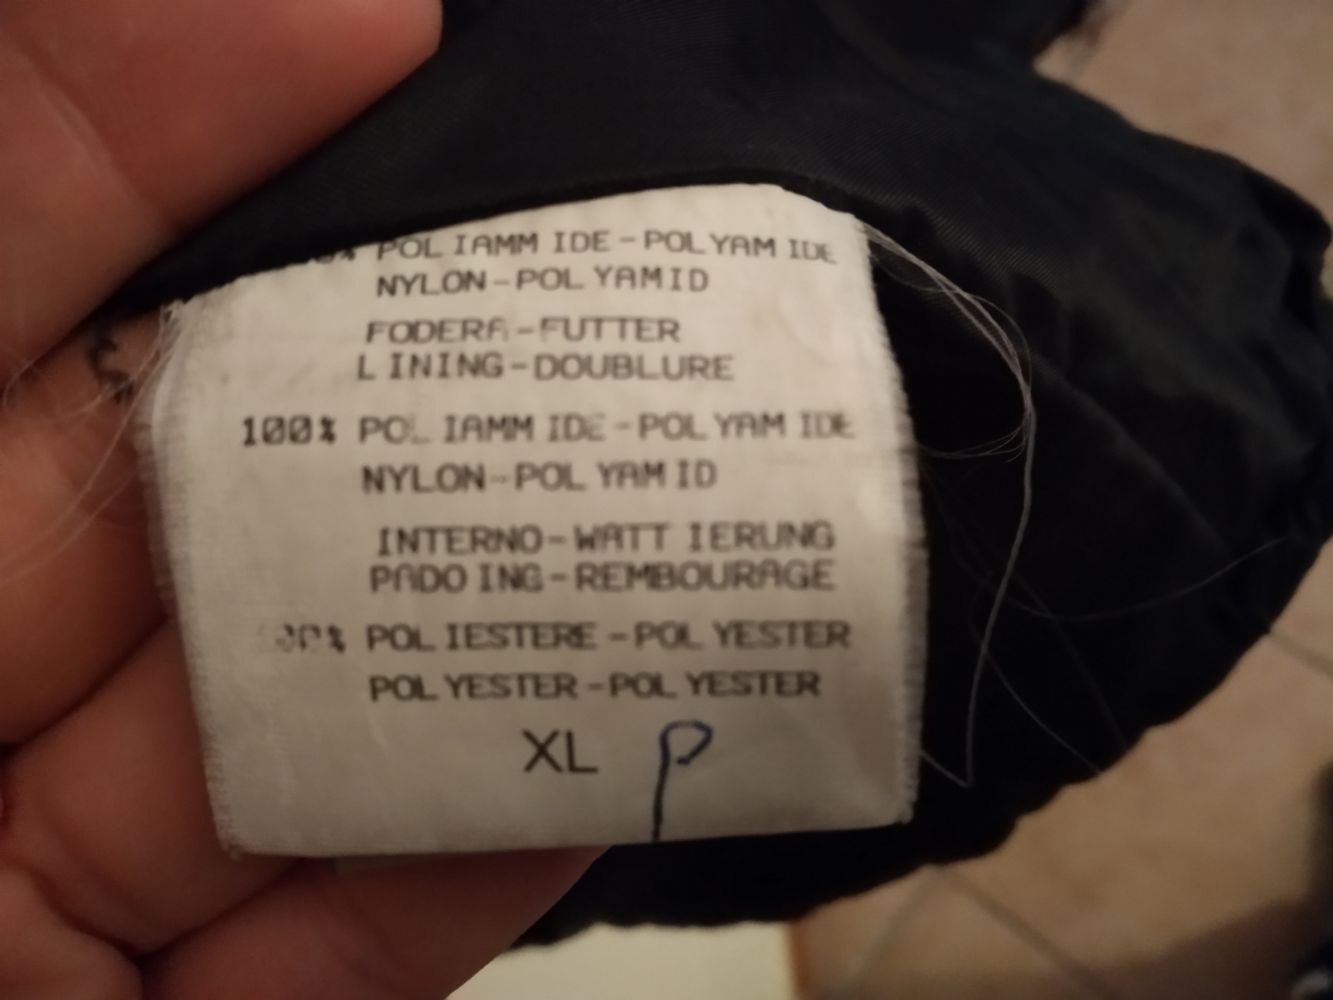 POLIAMMIDE-POLYAMIDE
NYLON-POLYAMID
FODERA-FUTTER
LINING-DOUBLURE
100% POLIAMMIDE-POLYAMIDE
NYLON-POLYAMID
INTERNO-WATTIERUNG
PADDING-REMBOURAGE
POLIESTERE-POLYESTER
POLYESTER-POLYESTER
XL P